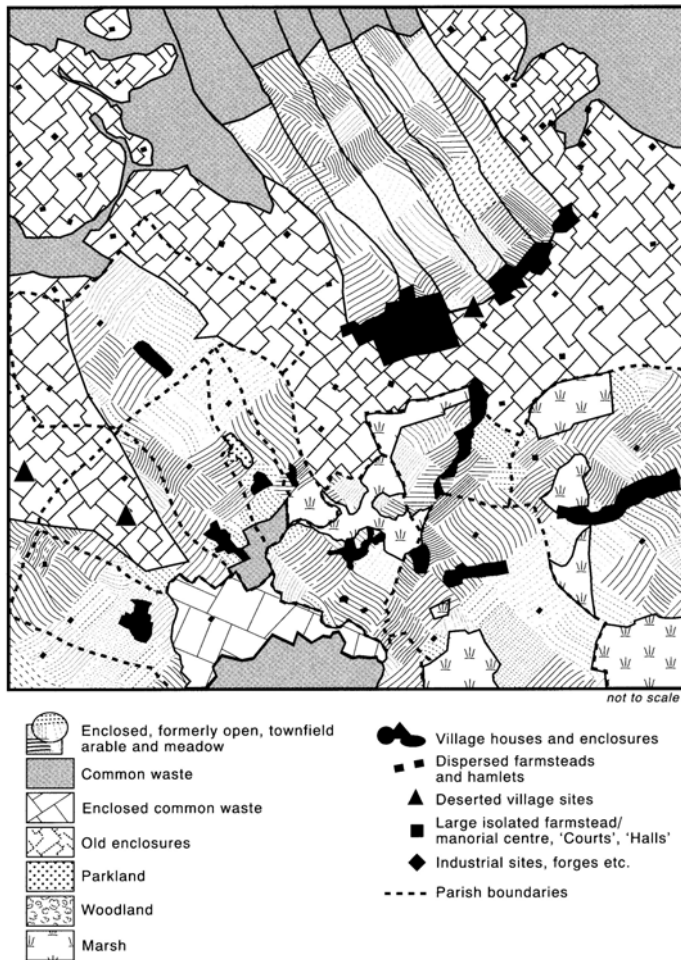 not to scale
Enclosed, formerly open, townfield
arable and meadow
Common waste
Enclosed common waste
Old enclosures
Parkland
Woodland
Marsh
Village houses and enclosures
Dispersed farmsteads
and hamlets
Deserted village sites
Large isolated farmstead/
manorial centre, ‘Courts’, ‘Halls’
Industrial sites, forges etc.
Parish boundaries